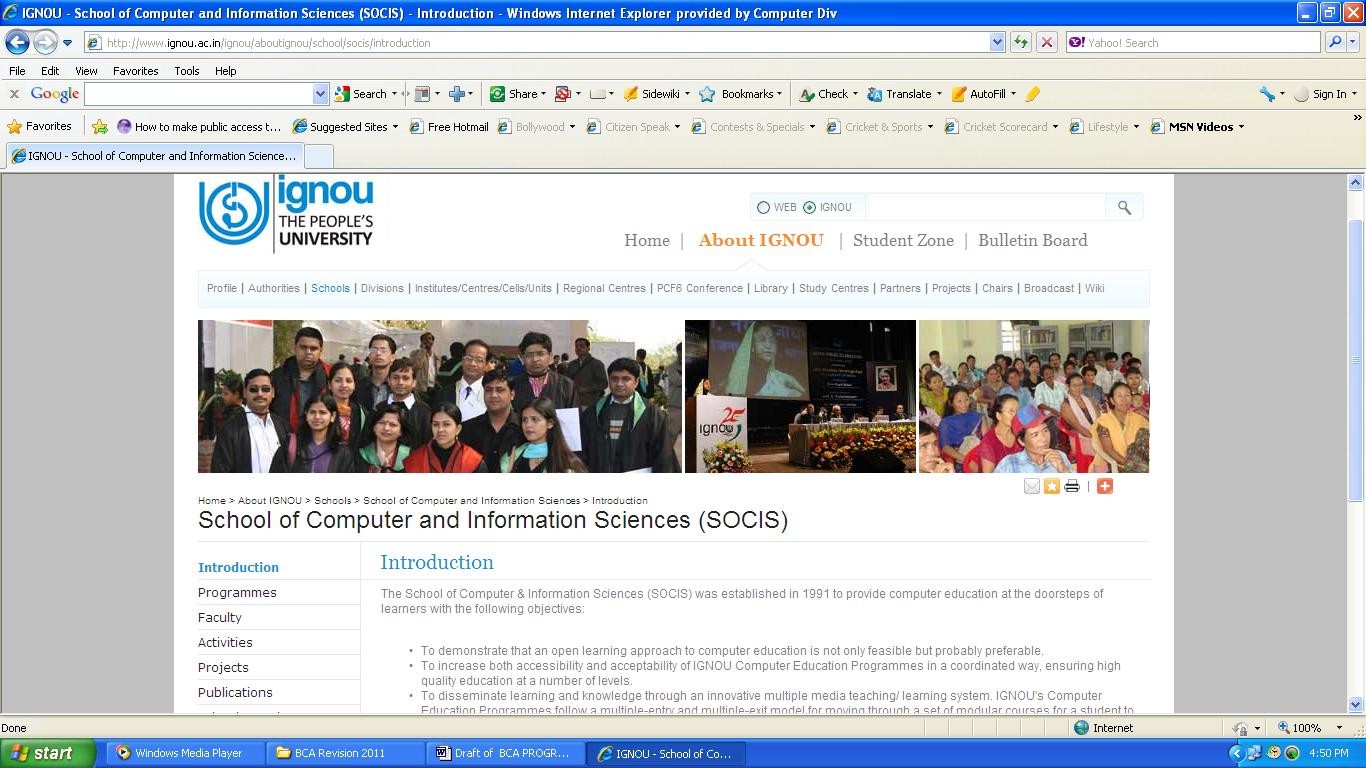 IGNOU - School of Computer and Information Sciences (SOCIS) - Introduction - Windows Internet Explorer provided by Computer Div
http://www.ignou.ac.in/ignou/aboutignou/school/socis/introduction
Yahoo! Search
File Edit View Favorites Tools Help
x Google Search Share Sidewiki Bookmarks Check Translate AutoFill Sign In
Favorites How to make public access t... Suggested Sites Free Hotmail Bollywood Citizen Speak Contests & Specials Cricket & Sports Cricket Scorecard Lifestyle MSN Videos »
IGNOU - School of Computer and Information Science...
ignou
THE PEOPLE'S
UNIVERSITY
WEB IGNOU
Home | About IGNOU | Student Zone | Bulletin Board
Profile | Authorities | Schools | Divisions | Institutes/Centres/Cells/Units | Regional Centres | PCF6 Conference | Library | Study Centres | Partners | Projects | Chairs | Broadcast | Wiki
25
ignou
Home > About IGNOU > Schools > School of Computer and Information Sciences > Introduction
School of Computer and Information Sciences (SOCIS)
Introduction
Programmes
Faculty
Activities
Projects
Publications
Introduction
The School of Computer & Information Sciences (SOCIS) was established in 1991 to provide computer education at the doorsteps of
learners with the following objectives:
• To demonstrate that an open learning approach to computer education is not only feasible but probably preferable.
• To increase both accessibility and acceptability of IGNOU Computer Education Programmes in a coordinated way, ensuring high
quality education at a number of levels.
• To disseminate learning and knowledge through an innovative multiple media teaching/ learning system. IGNOU's Computer
Education Programmes follow a multiple-entry and multiple-exit model for moving through a set of modular courses for a student to
Done Internet 100%
start Windows Media Player BCA Revision 2011 Draft of BCA PROGR... IGNOU - School of Co... 4:50 PM